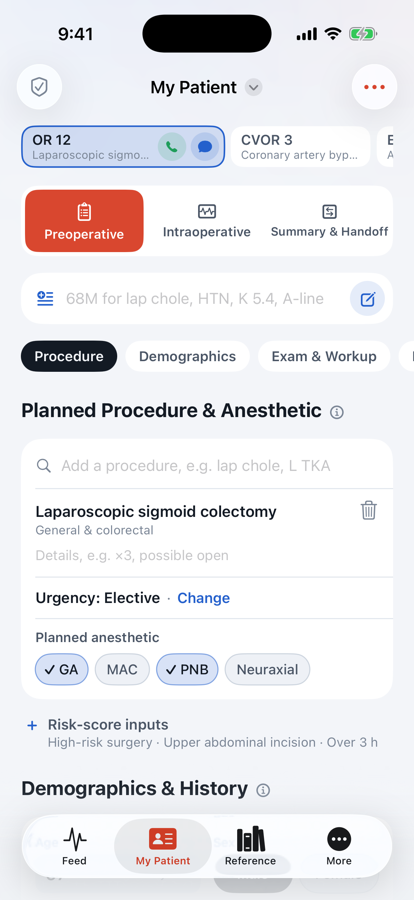 9:41
My Patient
OR 12
Laparoscopic sigmo...
CVOR 3
Coronary artery byp...
Preoperative
Intraoperative
Summary & Handoff
68M for lap chole, HTN, K 5.4, A-line
Procedure
Demographics
Exam & Workup
Planned Procedure & Anesthetic
Add a procedure, e.g. lap chole, L TKA
Laparoscopic sigmoid colectomy
General & colorectal
Details, e.g. ×3, possible open
Urgency: Elective · Change
Planned anesthetic
✓ GA
MAC
✓ PNB
Neuraxial
+ Risk-score inputs
High-risk surgery · Upper abdominal incision · Over 3 h
Demographics & History
Feed
My Patient
Reference
More